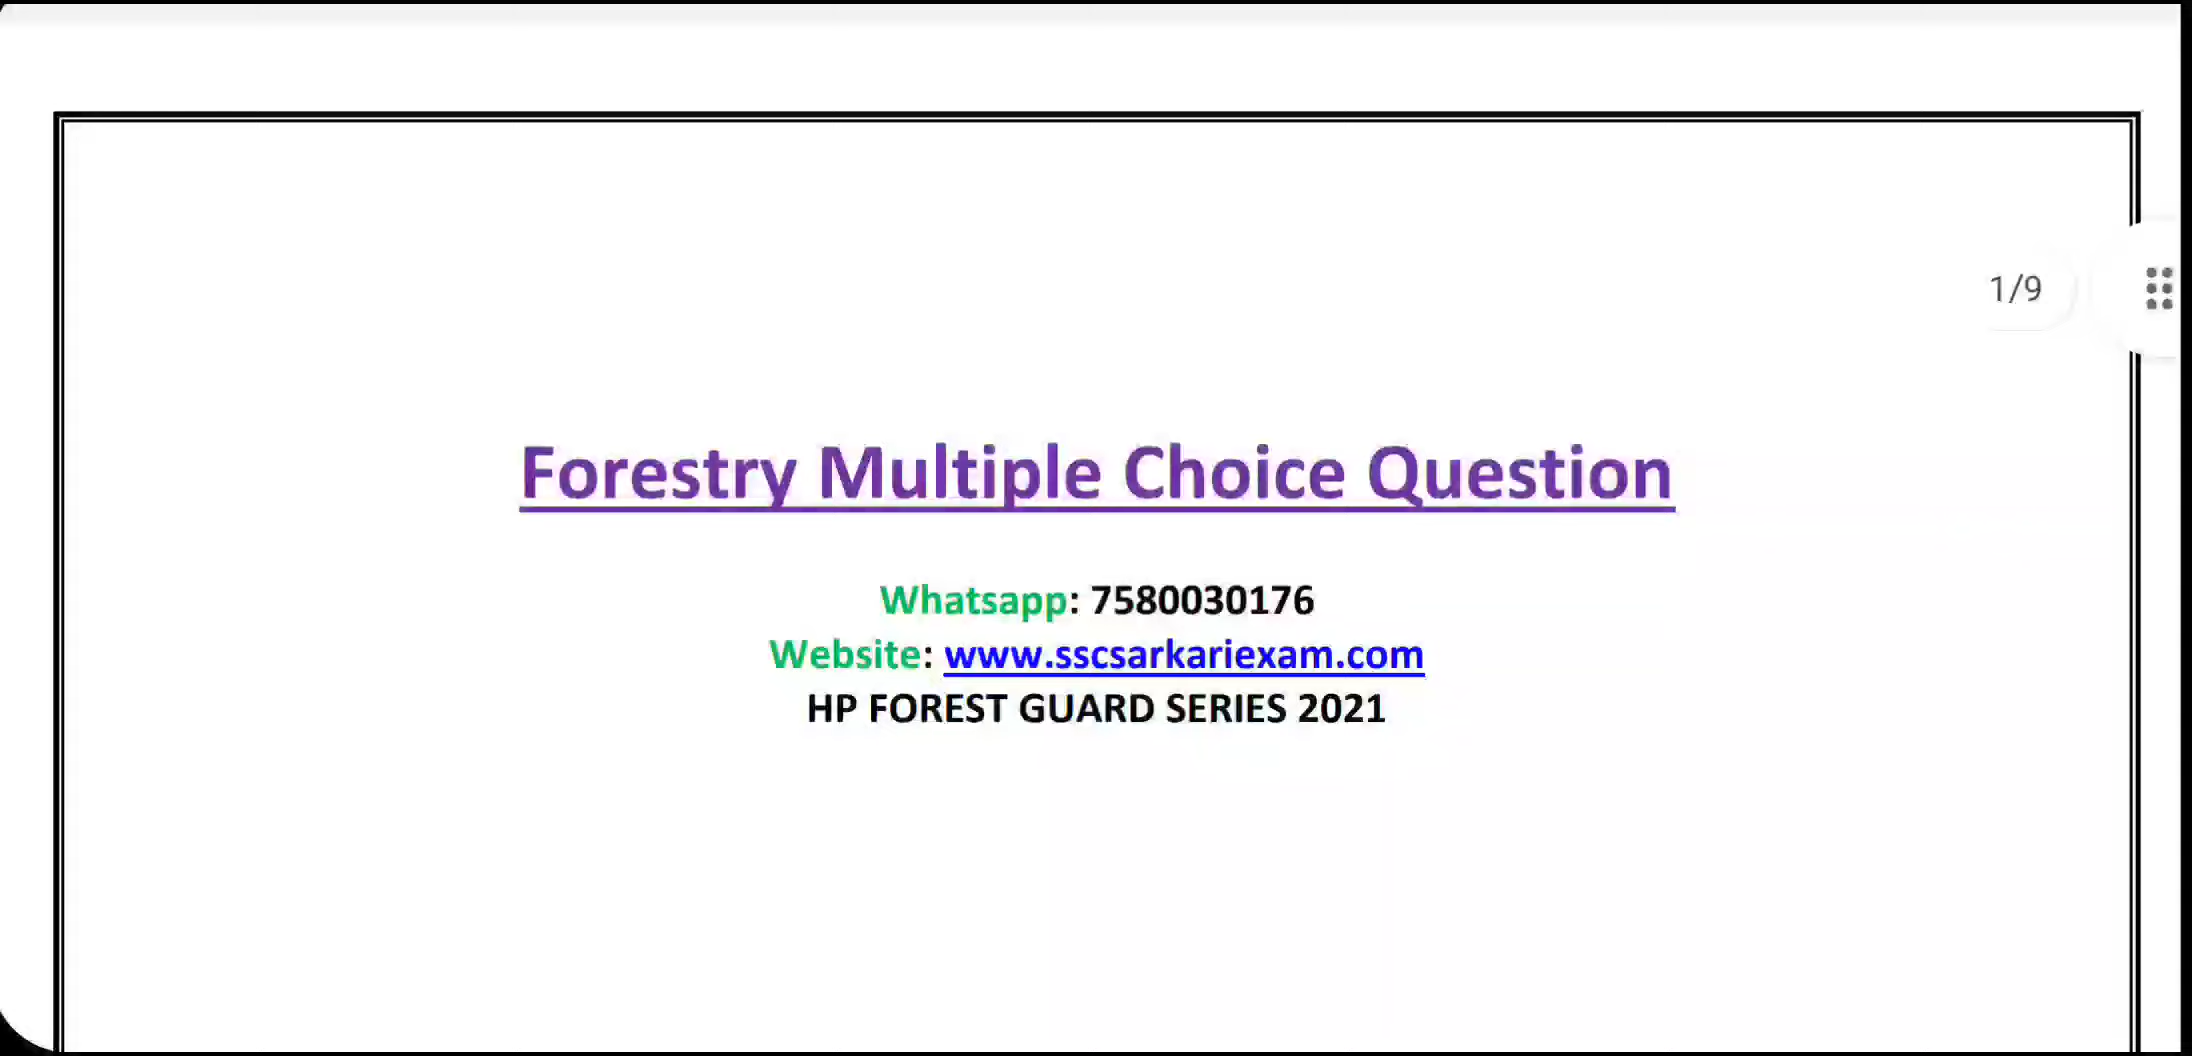 1/9
Forestry Multiple Choice Question
Whatsapp: 7580030176
Website: www.sscsarkariexam.com
HP FOREST GUARD SERIES 2021